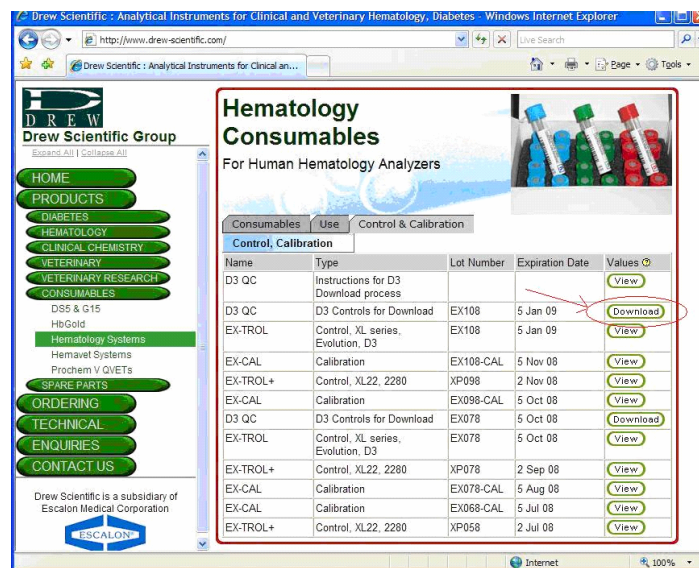 Drew Scientific : Analytical Instruments for Clinical and Veterinary Hematology, Diabetes - Windows Internet Explorer
http://www.drew-scientific.com/
Live Search
Drew Scientific : Analytical Instruments for Clinical an...
Page
Tools
DREW
Drew Scientific Group
Expand All | Collapse All
HOME
PRODUCTS
DIABETES
HEMATOLOGY
CLINICAL CHEMISTRY
VETERINARY
VETERINARY RESEARCH
CONSUMABLES
DS5 & G15
HbGold
Hematology Systems
Hemavet Systems
Prochem V QVETs
SPARE PARTS
ORDERING
TECHNICAL
ENQUIRIES
CONTACT US
Drew Scientific is a subsidiary of
Escalon Medical Corporation
ESCALON
Hematology
Consumables
For Human Hematology Analyzers
Consumables Use Control & Calibration
Control, Calibration
Name Type Lot Number Expiration Date Values
D3 QC Instructions for D3 View
Download process
D3 QC D3 Controls for Download EX108 5 Jan 09 Download
EX-TROL Control, XL series, EX108 5 Jan 09 View
Evolution, D3
EX-CAL Calibration EX108-CAL 5 Nov 08 View
EX-TROL+ Control, XL22, 2280 XP098 2 Nov 08 View
EX-CAL Calibration EX098-CAL 5 Oct 08 View
D3 QC D3 Controls for Download EX078 5 Oct 08 Download
EX-TROL Control, XL series, EX078 5 Oct 08 View
Evolution, D3
EX-TROL+ Control, XL22, 2280 XP078 2 Sep 08 View
EX-CAL Calibration EX078-CAL 5 Aug 08 View
EX-CAL Calibration EX068-CAL 5 Jul 08 View
EX-TROL+ Control, XL22, 2280 XP058 2 Jul 08 View
Internet
100%